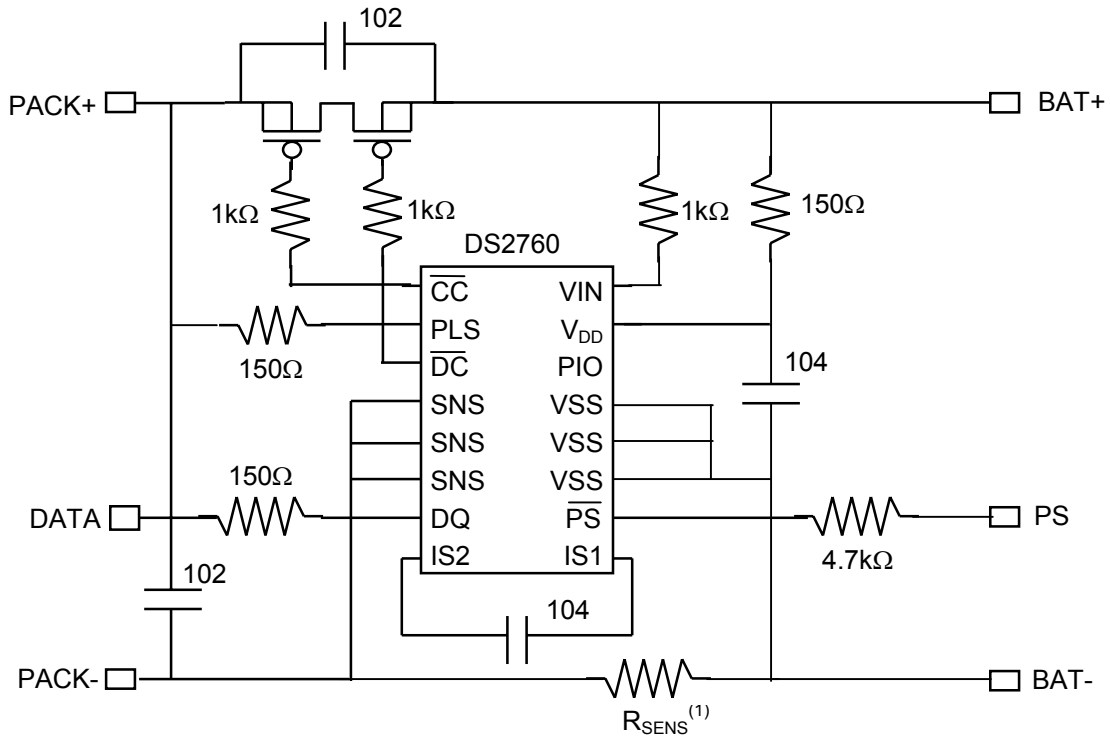 102
PACK+
BAT+
1kΩ
1kΩ
1kΩ
150Ω
DS2760
CC
VIN
PLS
VDD
150Ω
DC
PIO
104
SNS
VSS
SNS
VSS
150Ω
SNS
VSS
DATA
DQ
PS
PS
4.7kΩ
IS2
IS1
102
104
PACK-
BAT-
RSENS(1)